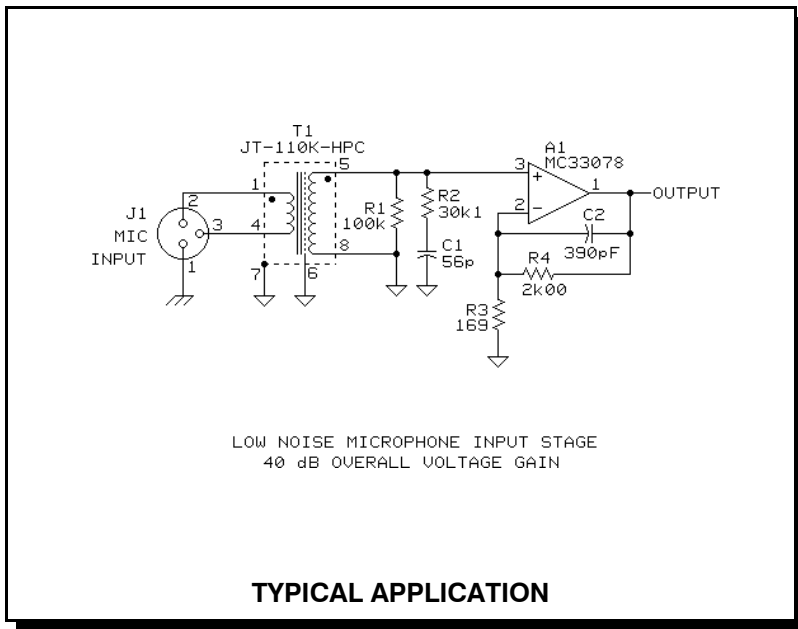 T1
JT-110K-HPC
5
1
2
J1
MIC
INPUT
3
4
1
7
6
8
R1
100k
R2
30k1
C1
56p
A1
MC33078
3
+
2
−
1
OUTPUT
C2
390pF
R4
2k00
R3
169
LOW NOISE MICROPHONE INPUT STAGE
40 dB OVERALL VOLTAGE GAIN
TYPICAL APPLICATION